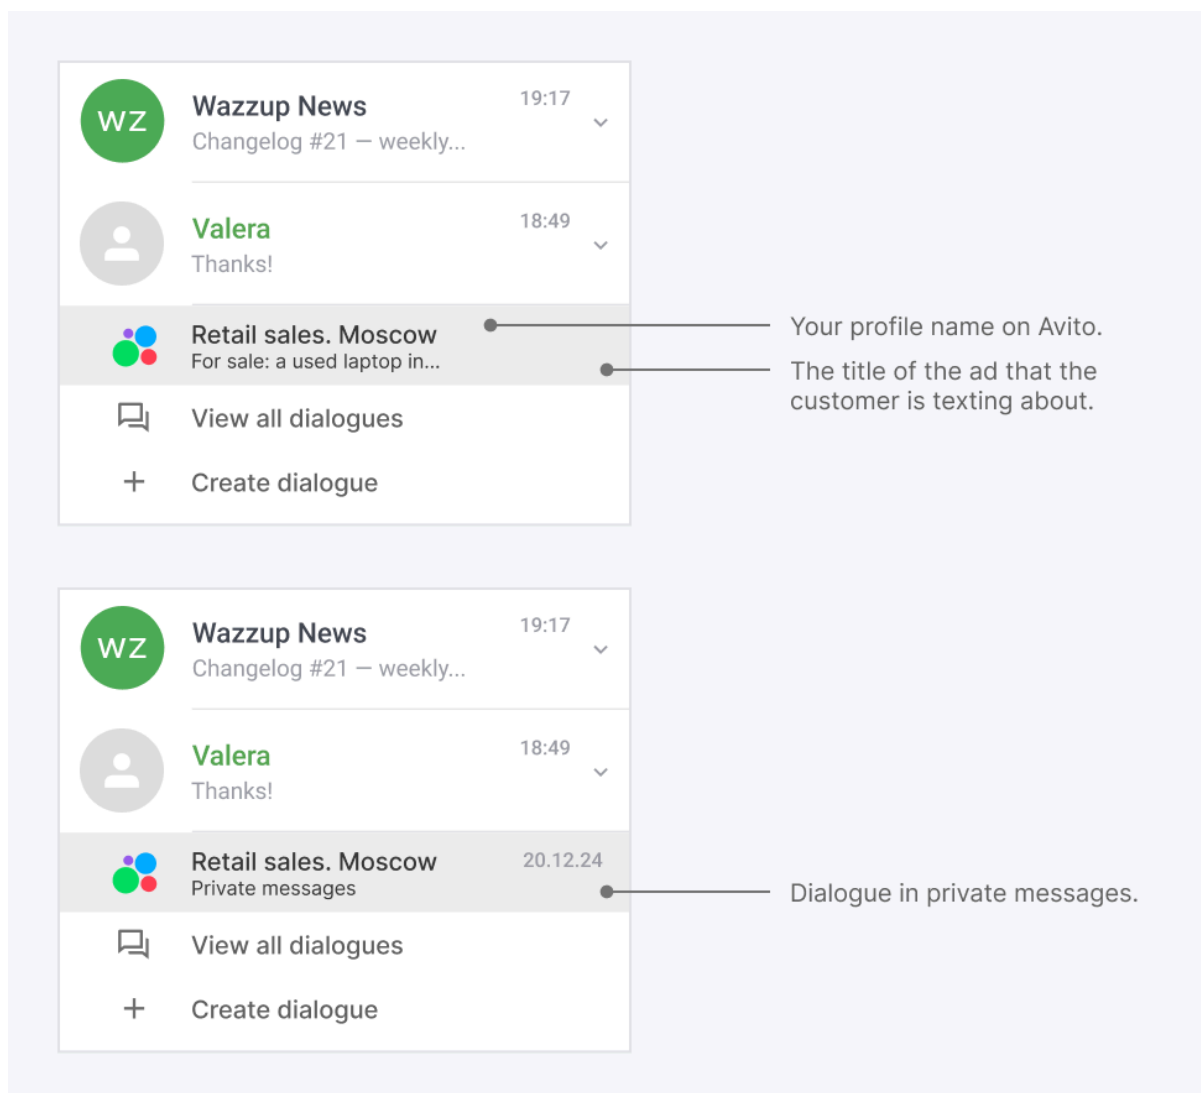 WZ
Wazzup News
19:17
Changelog #21 — weekly...
Valera
18:49
Thanks!
Retail sales. Moscow
For sale: a used laptop in...
Your profile name on Avito.
The title of the ad that the
customer is texting about.
View all dialogues
Create dialogue
WZ
Wazzup News
19:17
Changelog #21 — weekly...
Valera
18:49
Thanks!
Retail sales. Moscow
20.12.24
Private messages
Dialogue in private messages.
View all dialogues
Create dialogue